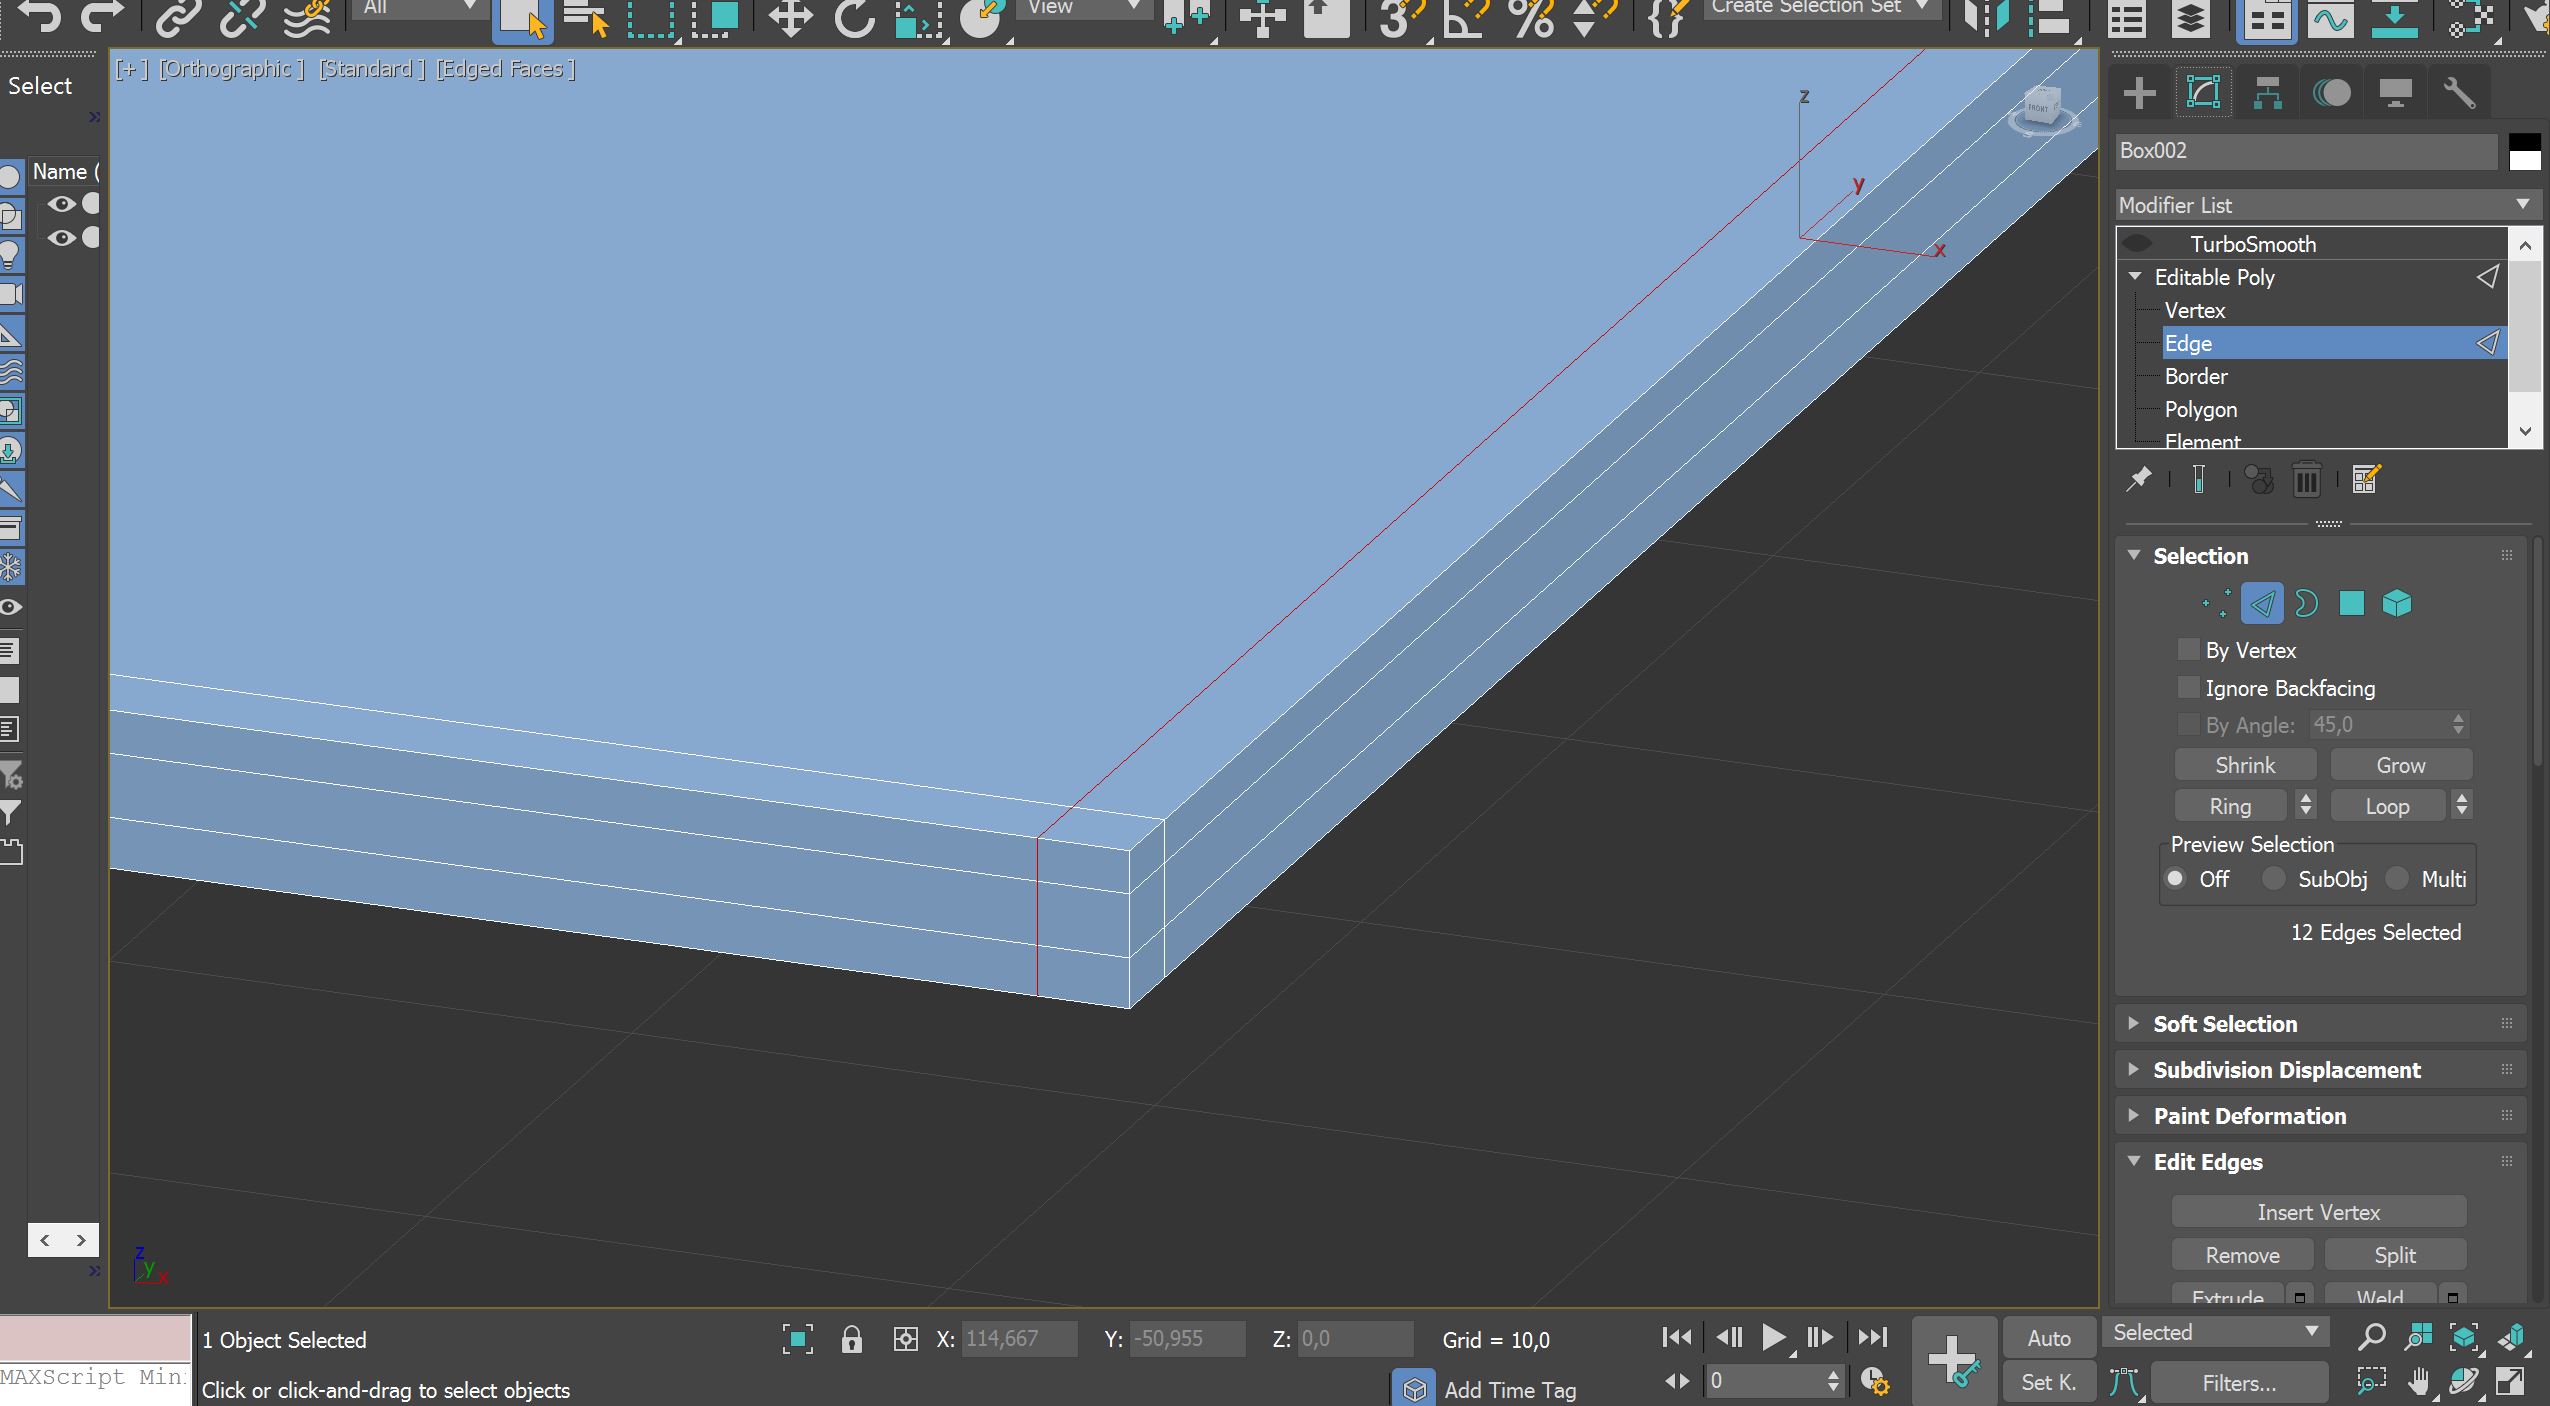 All
View
Create Selection Set
Select
[+] [Orthographic] [Standard] [Edged Faces]
z
y
x
FRONT
Name (
Box002
Modifier List
TurboSmooth
Editable Poly
Vertex
Edge
Border
Polygon
Element
Selection
By Vertex
Ignore Backfacing
By Angle: 45,0
Shrink Grow
Ring Loop
Preview Selection
Off SubObj Multi
12 Edges Selected
Soft Selection
Subdivision Displacement
Paint Deformation
Edit Edges
Insert Vertex
Remove Split
Extrude Weld
z
y
x
1 Object Selected
X: 114,667 Y: -50,955 Z: 0,0 Grid = 10,0
Auto Selected
MAXScript Mini
Click or click-and-drag to select objects
Add Time Tag
0
Set K. Filters...